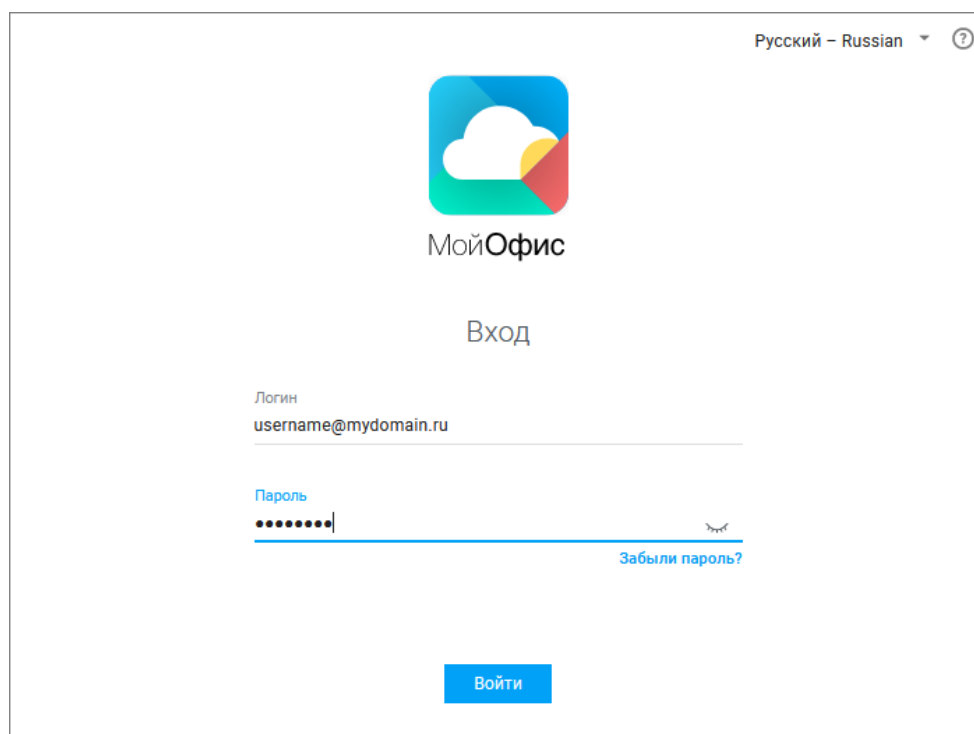 Русский – Russian
МойОфис
Вход
Логин
username@mydomain.ru
Пароль
••••••••
Забыли пароль?
Войти